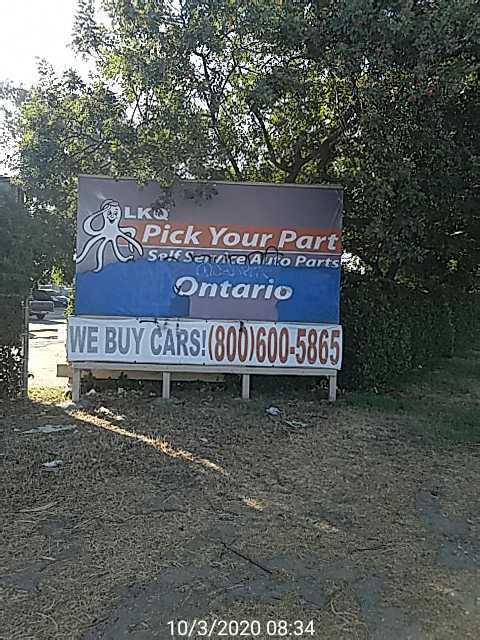 LKQ
Pick Your Part
Self Service Auto Parts
Ontario
WE BUY CARS! (800)600-5865
10/3/2020 08:34